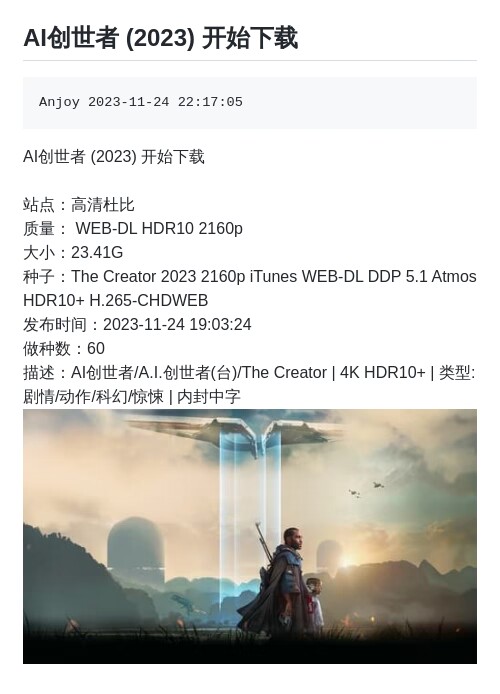 AI创世者 (2023) 开始下载
Anjoy 2023-11-24 22:17:05
AI创世者 (2023) 开始下载
站点：高清杜比
质量： WEB-DL HDR10 2160p
大小：23.41G
种子：The Creator 2023 2160p iTunes WEB-DL DDP 5.1 Atmos
HDR10+ H.265-CHDWEB
发布时间：2023-11-24 19:03:24
做种数：60
描述：AI创世者/A.I.创世者(台)/The Creator | 4K HDR10+ | 类型:
剧情/动作/科幻/惊悚 | 内封中字